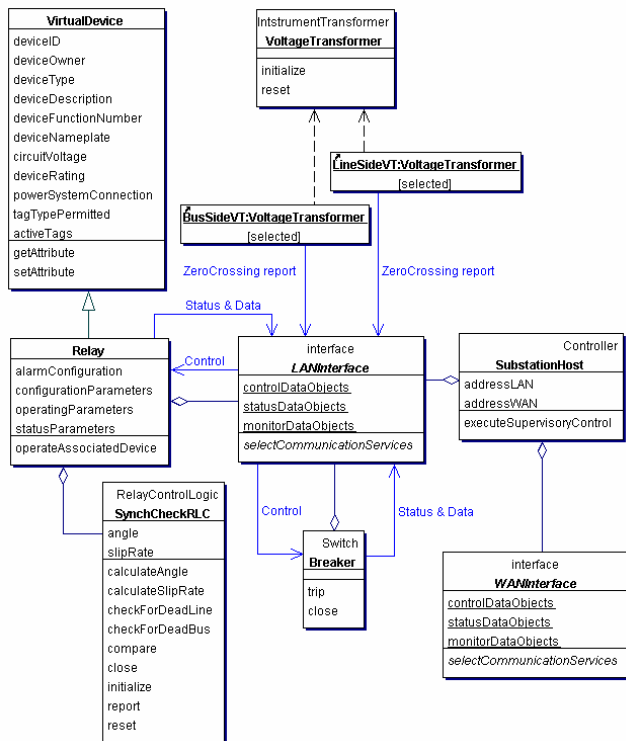 VirtualDevice
deviceID
deviceOwner
deviceType
deviceDescription
deviceFunctionNumber
deviceNameplate
circuitVoltage
deviceRating
powerSystemConnection
tagTypePermitted
activeTags
getAttribute
setAttribute
IntstrumentTransformer
VoltageTransformer
initialize
reset
LineSideVT:VoltageTransformer
[selected]
BusSideVT:VoltageTransformer
[selected]
ZeroCrossing report
ZeroCrossing report
Status & Data
Control
Relay
alarmConfiguration
configurationParameters
operatingParameters
statusParameters
operateAssociatedDevice
interface
LANInterface
controlDataObjects
statusDataObjects
monitorDataObjects
selectCommunicationServices
Controller
SubstationHost
addressLAN
addressWAN
executeSupervisoryControl
RelayControlLogic
SynchCheckRLC
angle
slipRate
calculateAngle
calculateSlipRate
checkForDeadLine
checkForDeadBus
compare
close
initialize
report
reset
Control
Status & Data
Switch
Breaker
trip
close
interface
WANInterface
controlDataObjects
statusDataObjects
monitorDataObjects
selectCommunicationServices